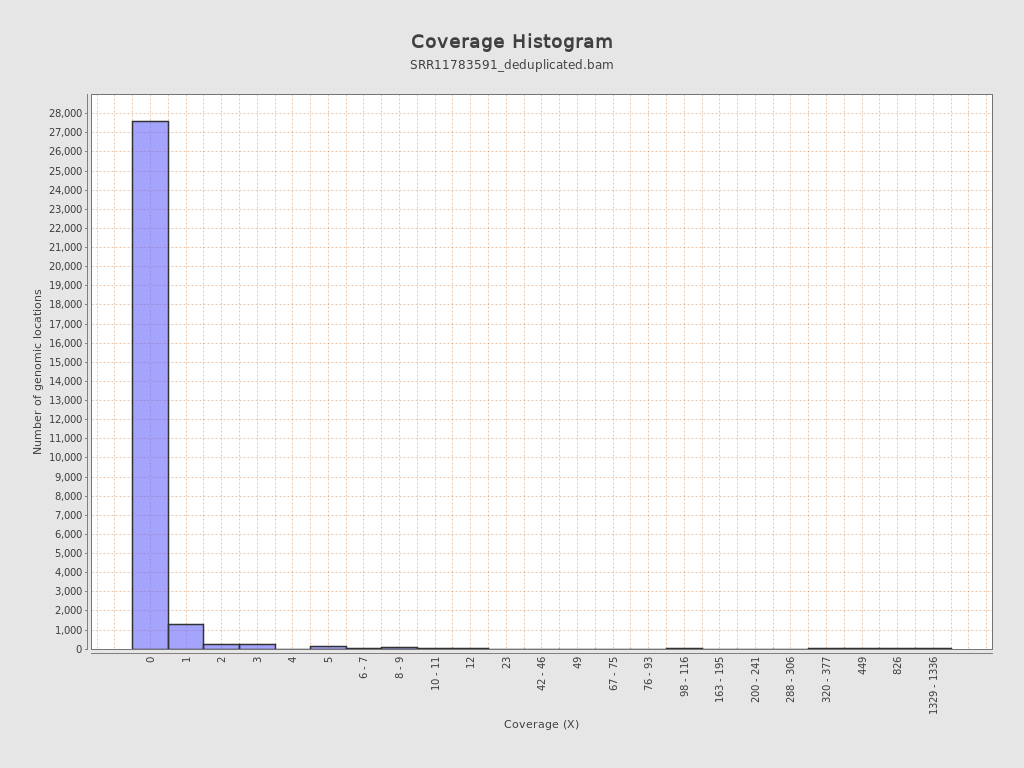 Coverage Histogram
SRR11783591_deduplicated.bam
Number of genomic locations
28,000
27,000
26,000
25,000
24,000
23,000
22,000
21,000
20,000
19,000
18,000
17,000
16,000
15,000
14,000
13,000
12,000
11,000
10,000
9,000
8,000
7,000
6,000
5,000
4,000
3,000
2,000
1,000
0
0
1
2
3
4
5
6 - 7
8 - 9
10 - 11
12
23
42 - 46
49
67 - 75
76 - 93
98 - 116
163 - 195
200 - 241
288 - 306
320 - 377
449
826
1329 - 1336
Coverage (X)